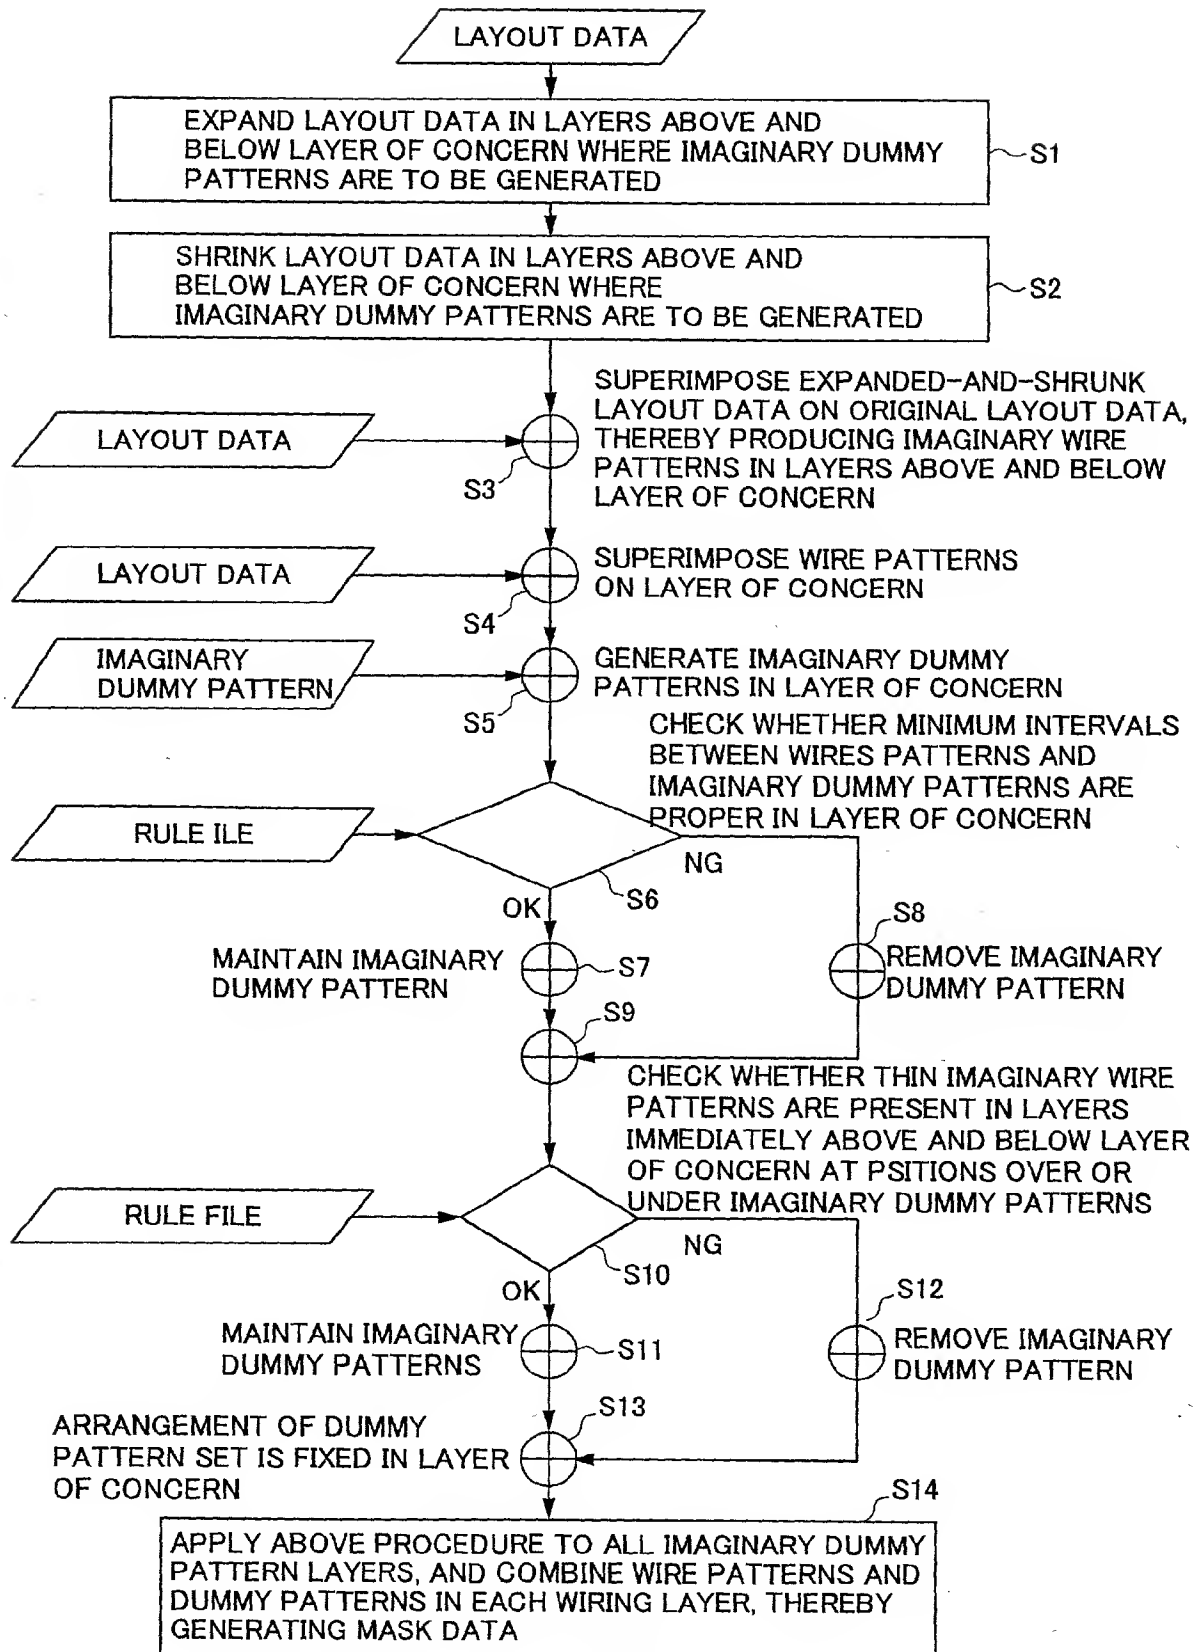 LAYOUT DATA
EXPAND LAYOUT DATA IN LAYERS ABOVE AND
BELOW LAYER OF CONCERN WHERE IMAGINARY DUMMY
PATTERNS ARE TO BE GENERATED
S1
SHRINK LAYOUT DATA IN LAYERS ABOVE AND
BELOW LAYER OF CONCERN WHERE
IMAGINARY DUMMY PATTERNS ARE TO BE GENERATED
S2
SUPERIMPOSE EXPANDED-AND-SHRUNK
LAYOUT DATA ON ORIGINAL LAYOUT DATA,
THEREBY PRODUCING IMAGINARY WIRE
PATTERNS IN LAYERS ABOVE AND BELOW
LAYER OF CONCERN
LAYOUT DATA
S3
LAYOUT DATA
SUPERIMPOSE WIRE PATTERNS
ON LAYER OF CONCERN
S4
IMAGINARY
DUMMY PATTERN
GENERATE IMAGINARY DUMMY
PATTERNS IN LAYER OF CONCERN
S5
CHECK WHETHER MINIMUM INTERVALS
BETWEEN WIRES PATTERNS AND
IMAGINARY DUMMY PATTERNS ARE
PROPER IN LAYER OF CONCERN
RULE ILE
NG
S6
OK
S8
MAINTAIN IMAGINARY
DUMMY PATTERN
S7
REMOVE IMAGINARY
DUMMY PATTERN
S9
CHECK WHETHER THIN IMAGINARY WIRE
PATTERNS ARE PRESENT IN LAYERS
IMMEDIATELY ABOVE AND BELOW LAYER
OF CONCERN AT PSITIONS OVER OR
UNDER IMAGINARY DUMMY PATTERNS
RULE FILE
NG
S10
OK
S12
MAINTAIN IMAGINARY
DUMMY PATTERNS
S11
REMOVE IMAGINARY
DUMMY PATTERN
S13
ARRANGEMENT OF DUMMY
PATTERN SET IS FIXED IN LAYER
OF CONCERN
S14
APPLY ABOVE PROCEDURE TO ALL IMAGINARY DUMMY
PATTERN LAYERS, AND COMBINE WIRE PATTERNS AND
DUMMY PATTERNS IN EACH WIRING LAYER, THEREBY
GENERATING MASK DATA